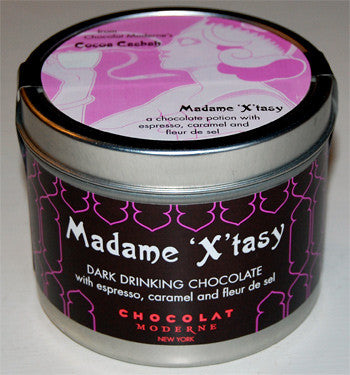 from
Chocolat Moderne's
Cocoa Casbah
Madame 'X'tasy
a chocolate potion with
espresso, caramel and
fleur de sel
Madame 'X'tasy
DARK DRINKING CHOCOLATE
with espresso, caramel and fleur de sel
CHOCOLAT
MODERNE
NEW YORK